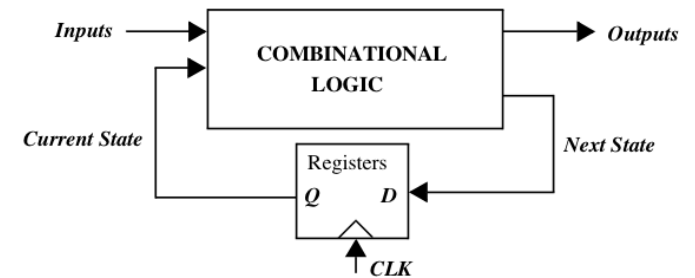 Inputs
Outputs
COMBINATIONAL
LOGIC
Current State
Next State
Registers
Q D
CLK